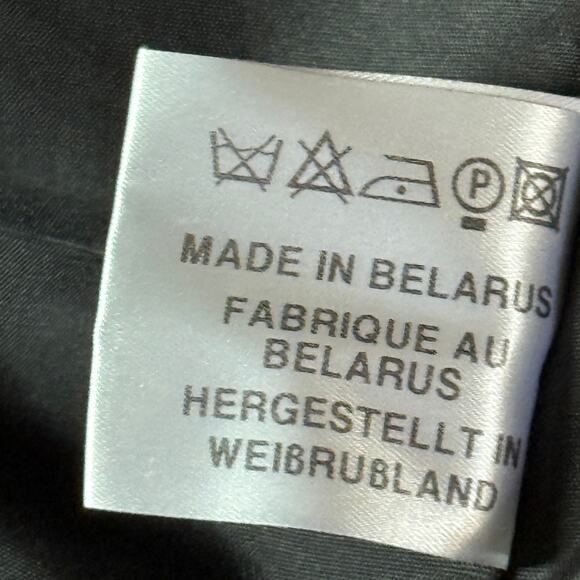 P
MADE IN BELARUS
FABRIQUE AU
BELARUS
HERGESTELLT IN
WEIßRUßLAND